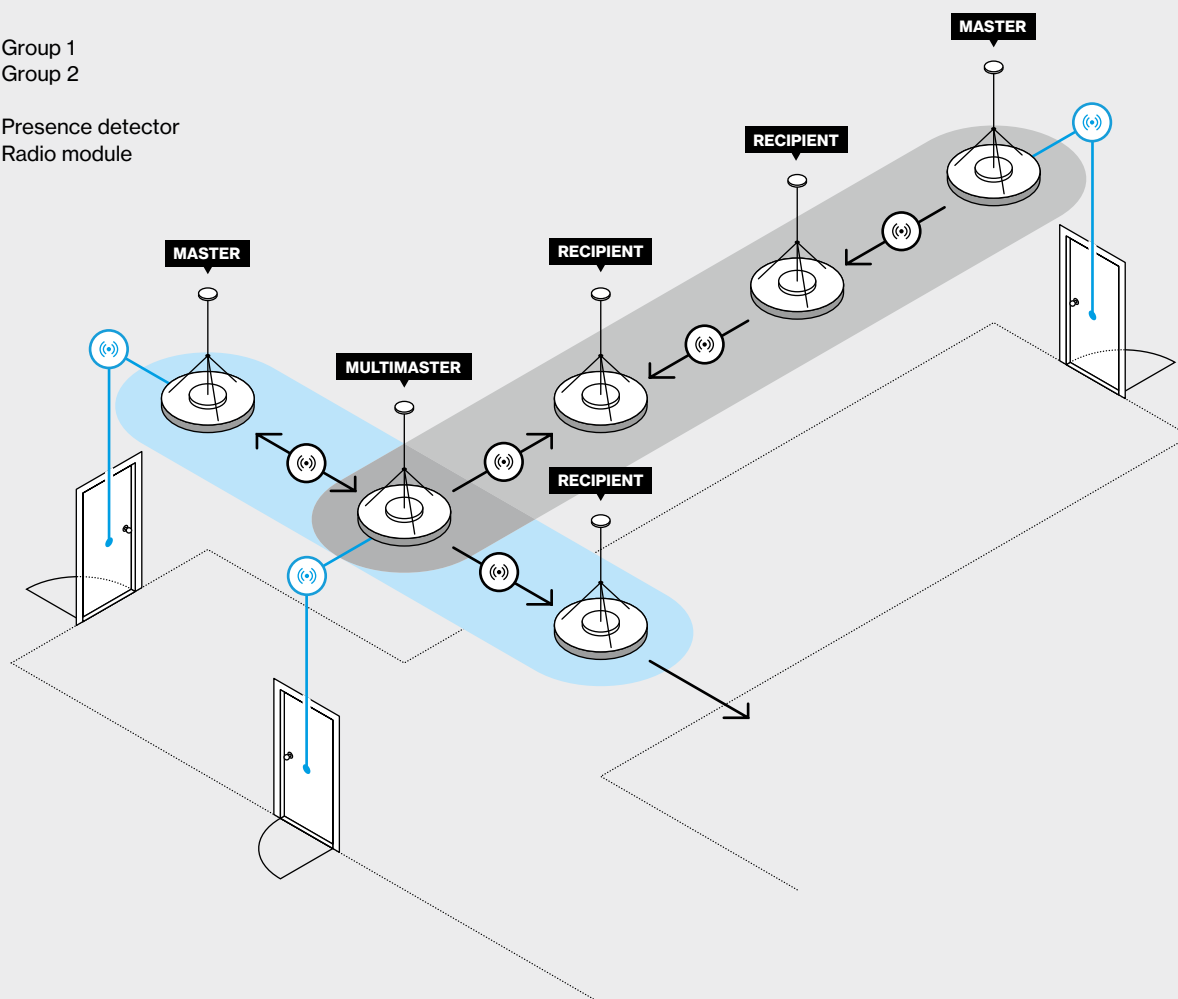 Group 1
Group 2
Presence detector
Radio module
MASTER
RECIPIENT
MASTER
RECIPIENT
MULTIMASTER
RECIPIENT